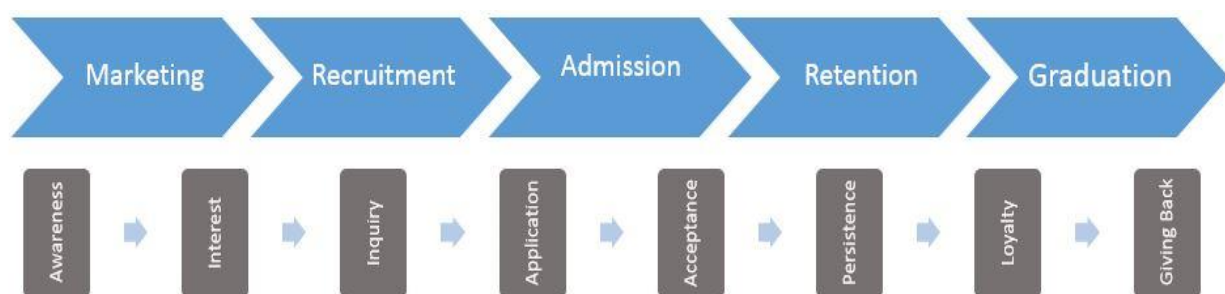 Marketing
Recruitment
Admission
Retention
Graduation
Awareness
Interest
Inquiry
Application
Acceptance
Persistence
Loyalty
Giving Back